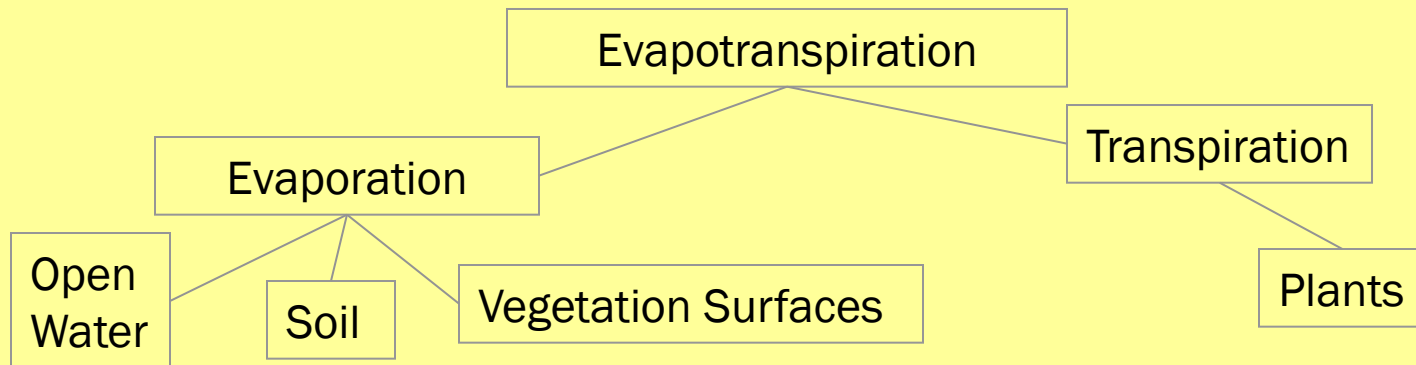 Evapotranspiration
Transpiration
Evaporation
Open
Water
Soil
Vegetation Surfaces
Plants